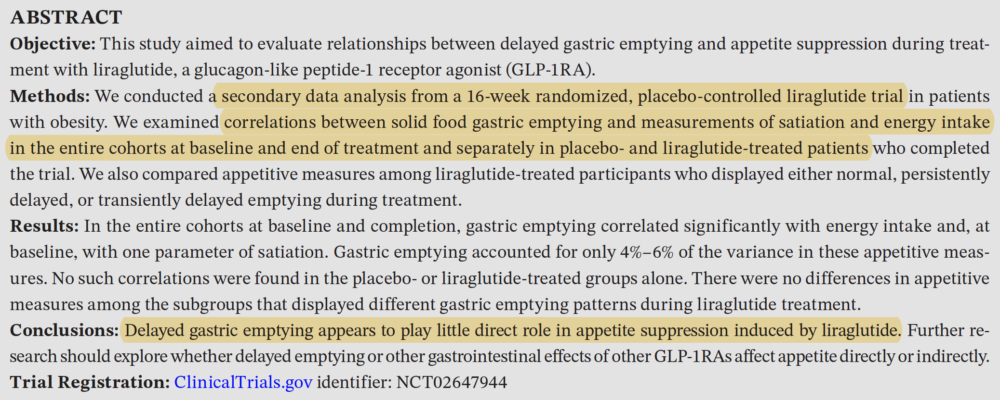 ABSTRACT
Objective: This study aimed to evaluate relationships between delayed gastric emptying and appetite suppression during treat-
ment with liraglutide, a glucagon-like peptide-1 receptor agonist (GLP-1RA).
Methods: We conducted a secondary data analysis from a 16-week randomized, placebo-controlled liraglutide trial in patients
with obesity. We examined correlations between solid food gastric emptying and measurements of satiation and energy intake
in the entire cohorts at baseline and end of treatment and separately in placebo- and liraglutide-treated patients who completed
the trial. We also compared appetitive measures among liraglutide-treated participants who displayed either normal, persistently
delayed, or transiently delayed emptying during treatment.
Results: In the entire cohorts at baseline and completion, gastric emptying correlated significantly with energy intake and, at
baseline, with one parameter of satiation. Gastric emptying accounted for only 4%–6% of the variance in these appetitive meas-
ures. No such correlations were found in the placebo- or liraglutide-treated groups alone. There were no differences in appetitive
measures among the subgroups that displayed different gastric emptying patterns during liraglutide treatment.
Conclusions: Delayed gastric emptying appears to play little direct role in appetite suppression induced by liraglutide. Further re-
search should explore whether delayed emptying or other gastrointestinal effects of other GLP-1RAs affect appetite directly or indirectly.
Trial Registration: ClinicalTrials.gov identifier: NCT02647944